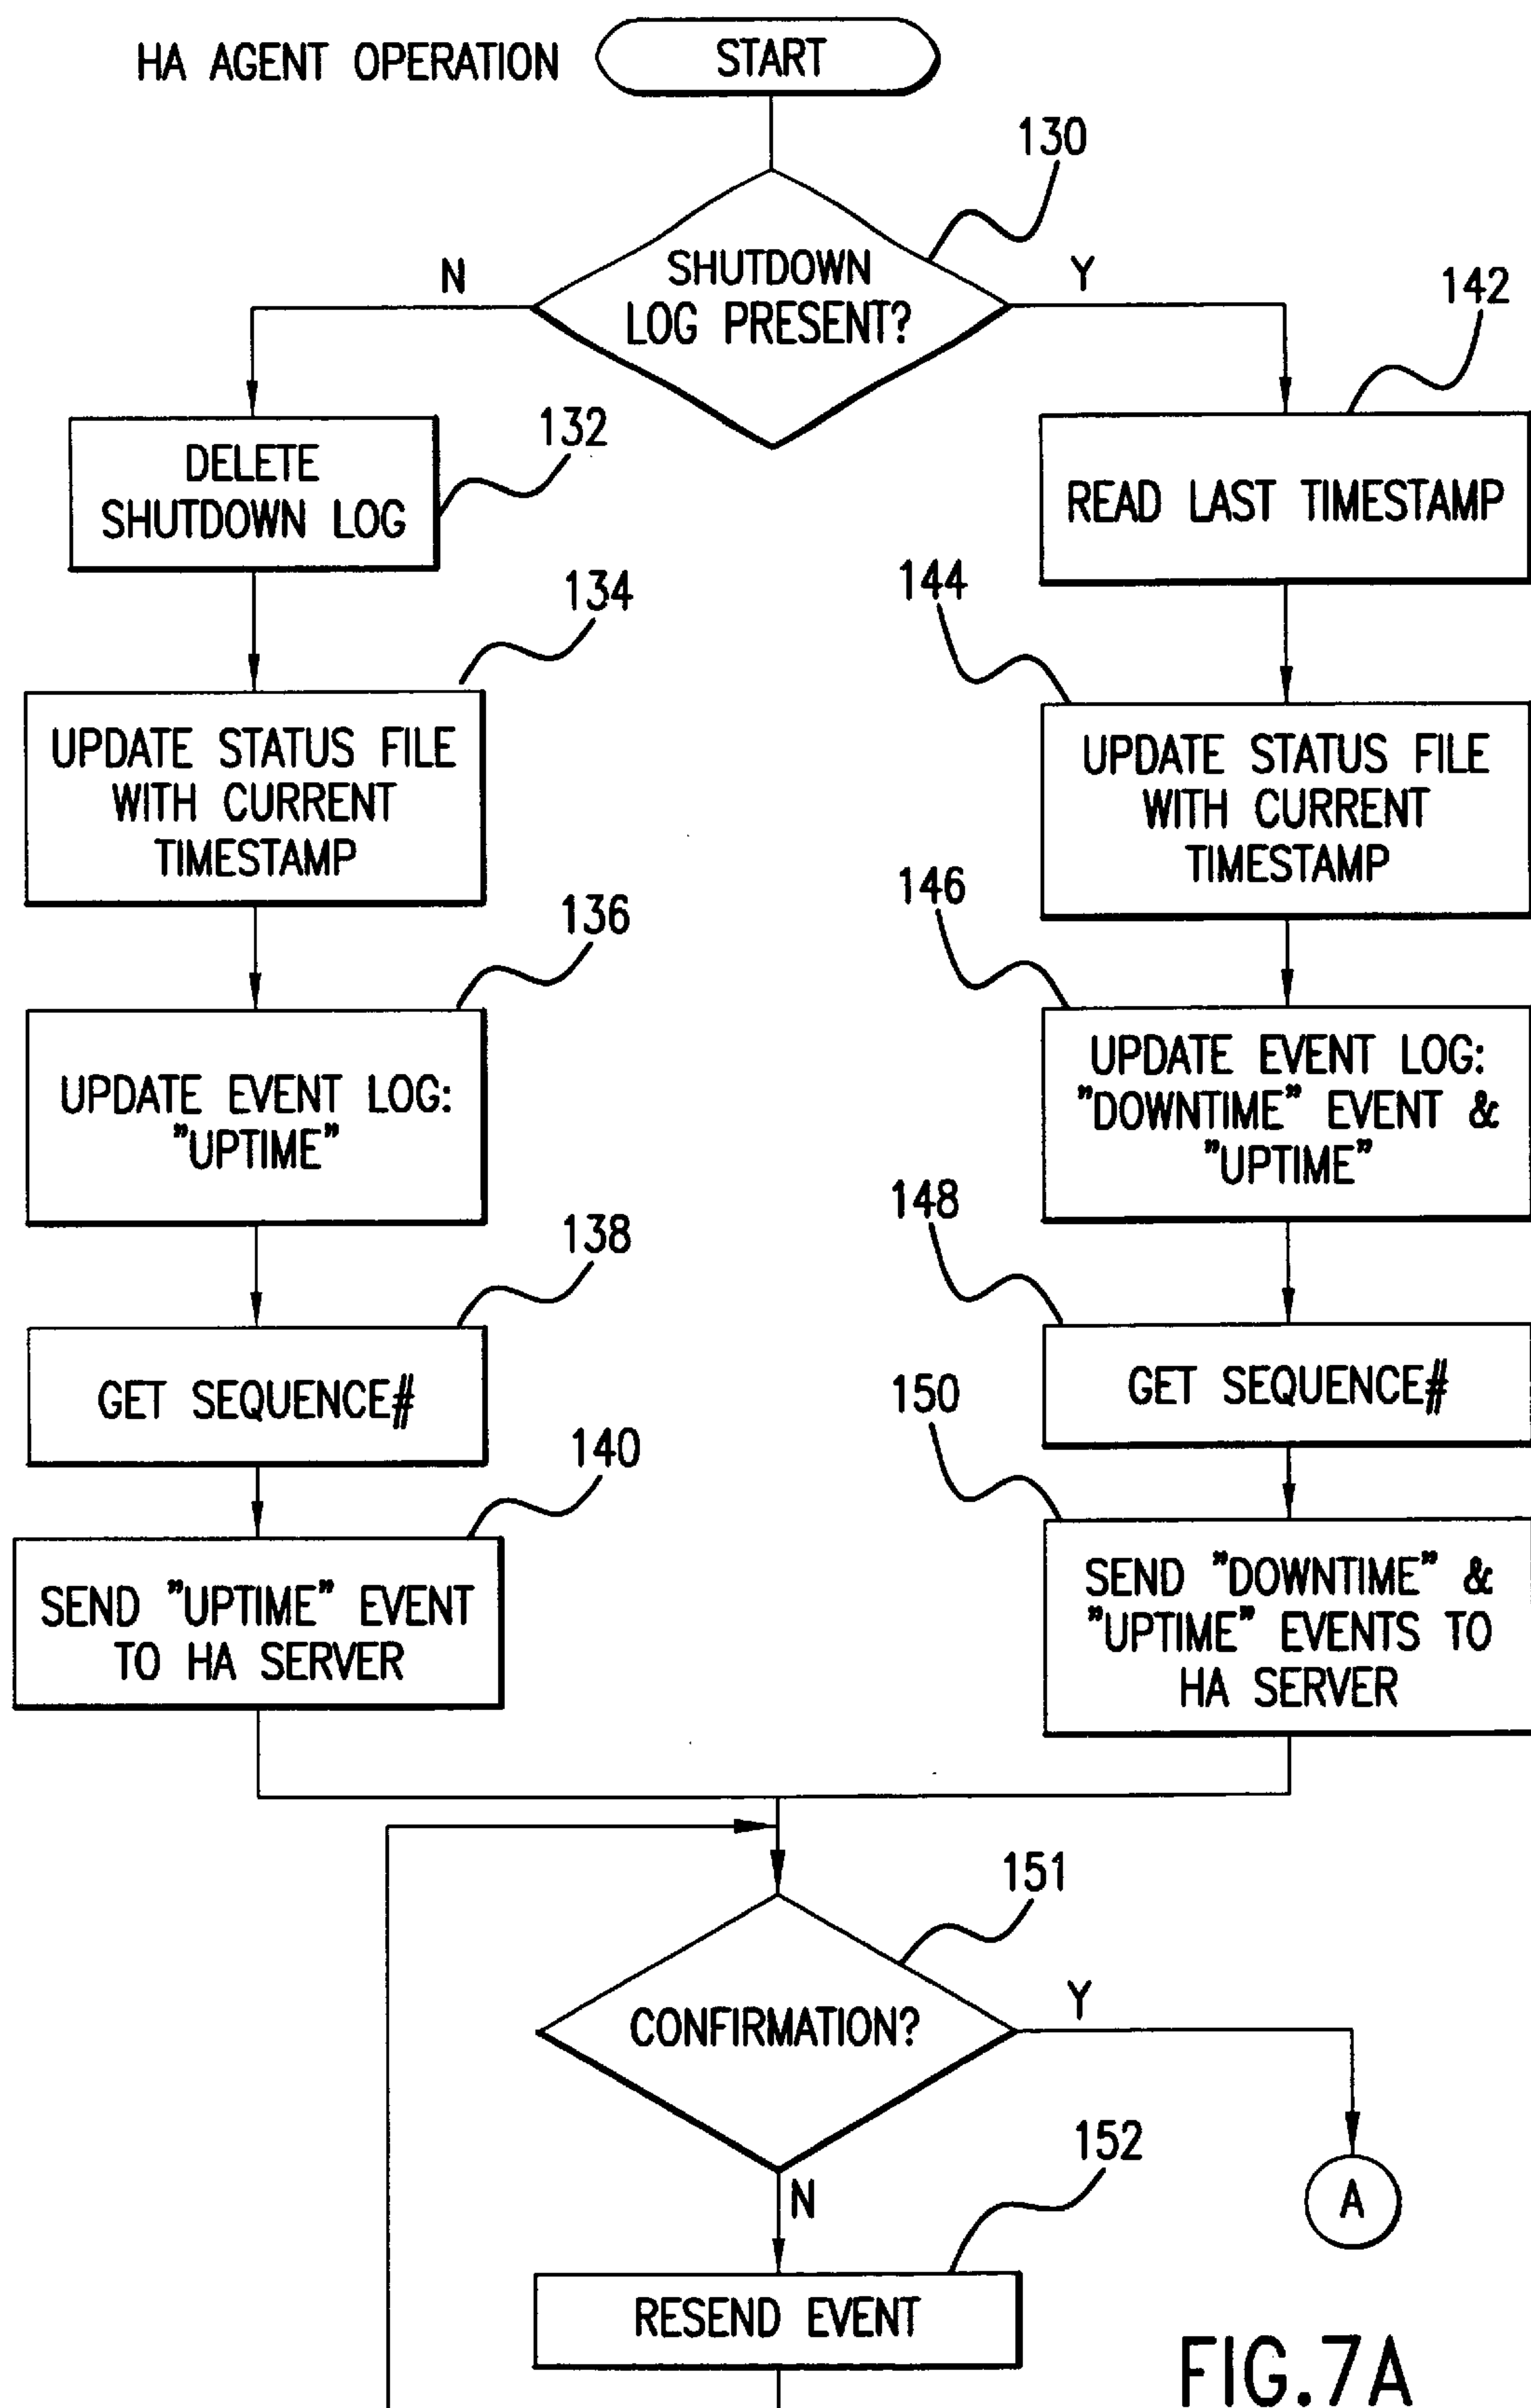 HA AGENT OPERATION
START
130
SHUTDOWN
LOG PRESENT?
N
Y
142
DELETE
SHUTDOWN LOG
132
READ LAST TIMESTAMP
134
144
UPDATE STATUS FILE
WITH CURRENT
TIMESTAMP
UPDATE STATUS FILE
WITH CURRENT
TIMESTAMP
136
146
UPDATE EVENT LOG:
"UPTIME"
UPDATE EVENT LOG:
"DOWNTIME" EVENT &
"UPTIME"
138
148
GET SEQUENCE#
GET SEQUENCE#
140
150
SEND "UPTIME" EVENT
TO HA SERVER
SEND "DOWNTIME" &
"UPTIME" EVENTS TO
HA SERVER
151
CONFIRMATION?
Y
N
A
152
RESEND EVENT
FIG.7A